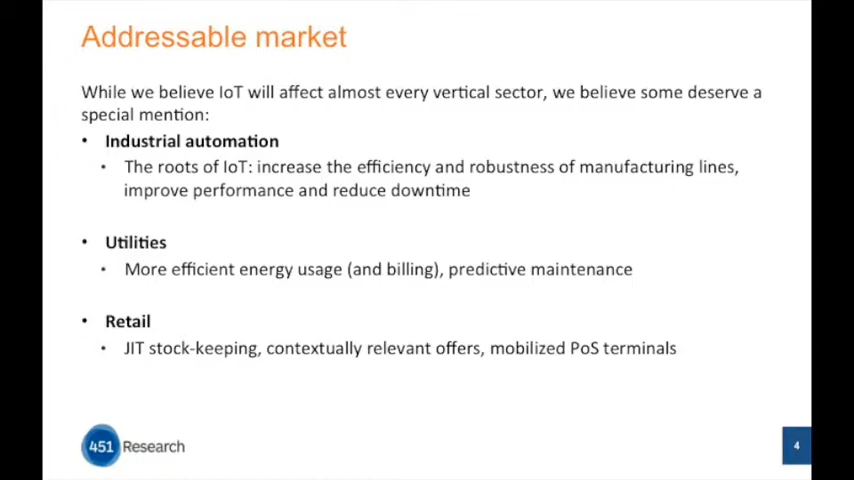 Addressable market
While we believe IoT will affect almost every vertical sector, we believe some deserve a
special mention:
• Industrial automation
• The roots of IoT: increase the efficiency and robustness of manufacturing lines,
improve performance and reduce downtime
• Utilities
• More efficient energy usage (and billing), predictive maintenance
• Retail
• JIT stock-keeping, contextually relevant offers, mobilized PoS terminals
451 Research
4